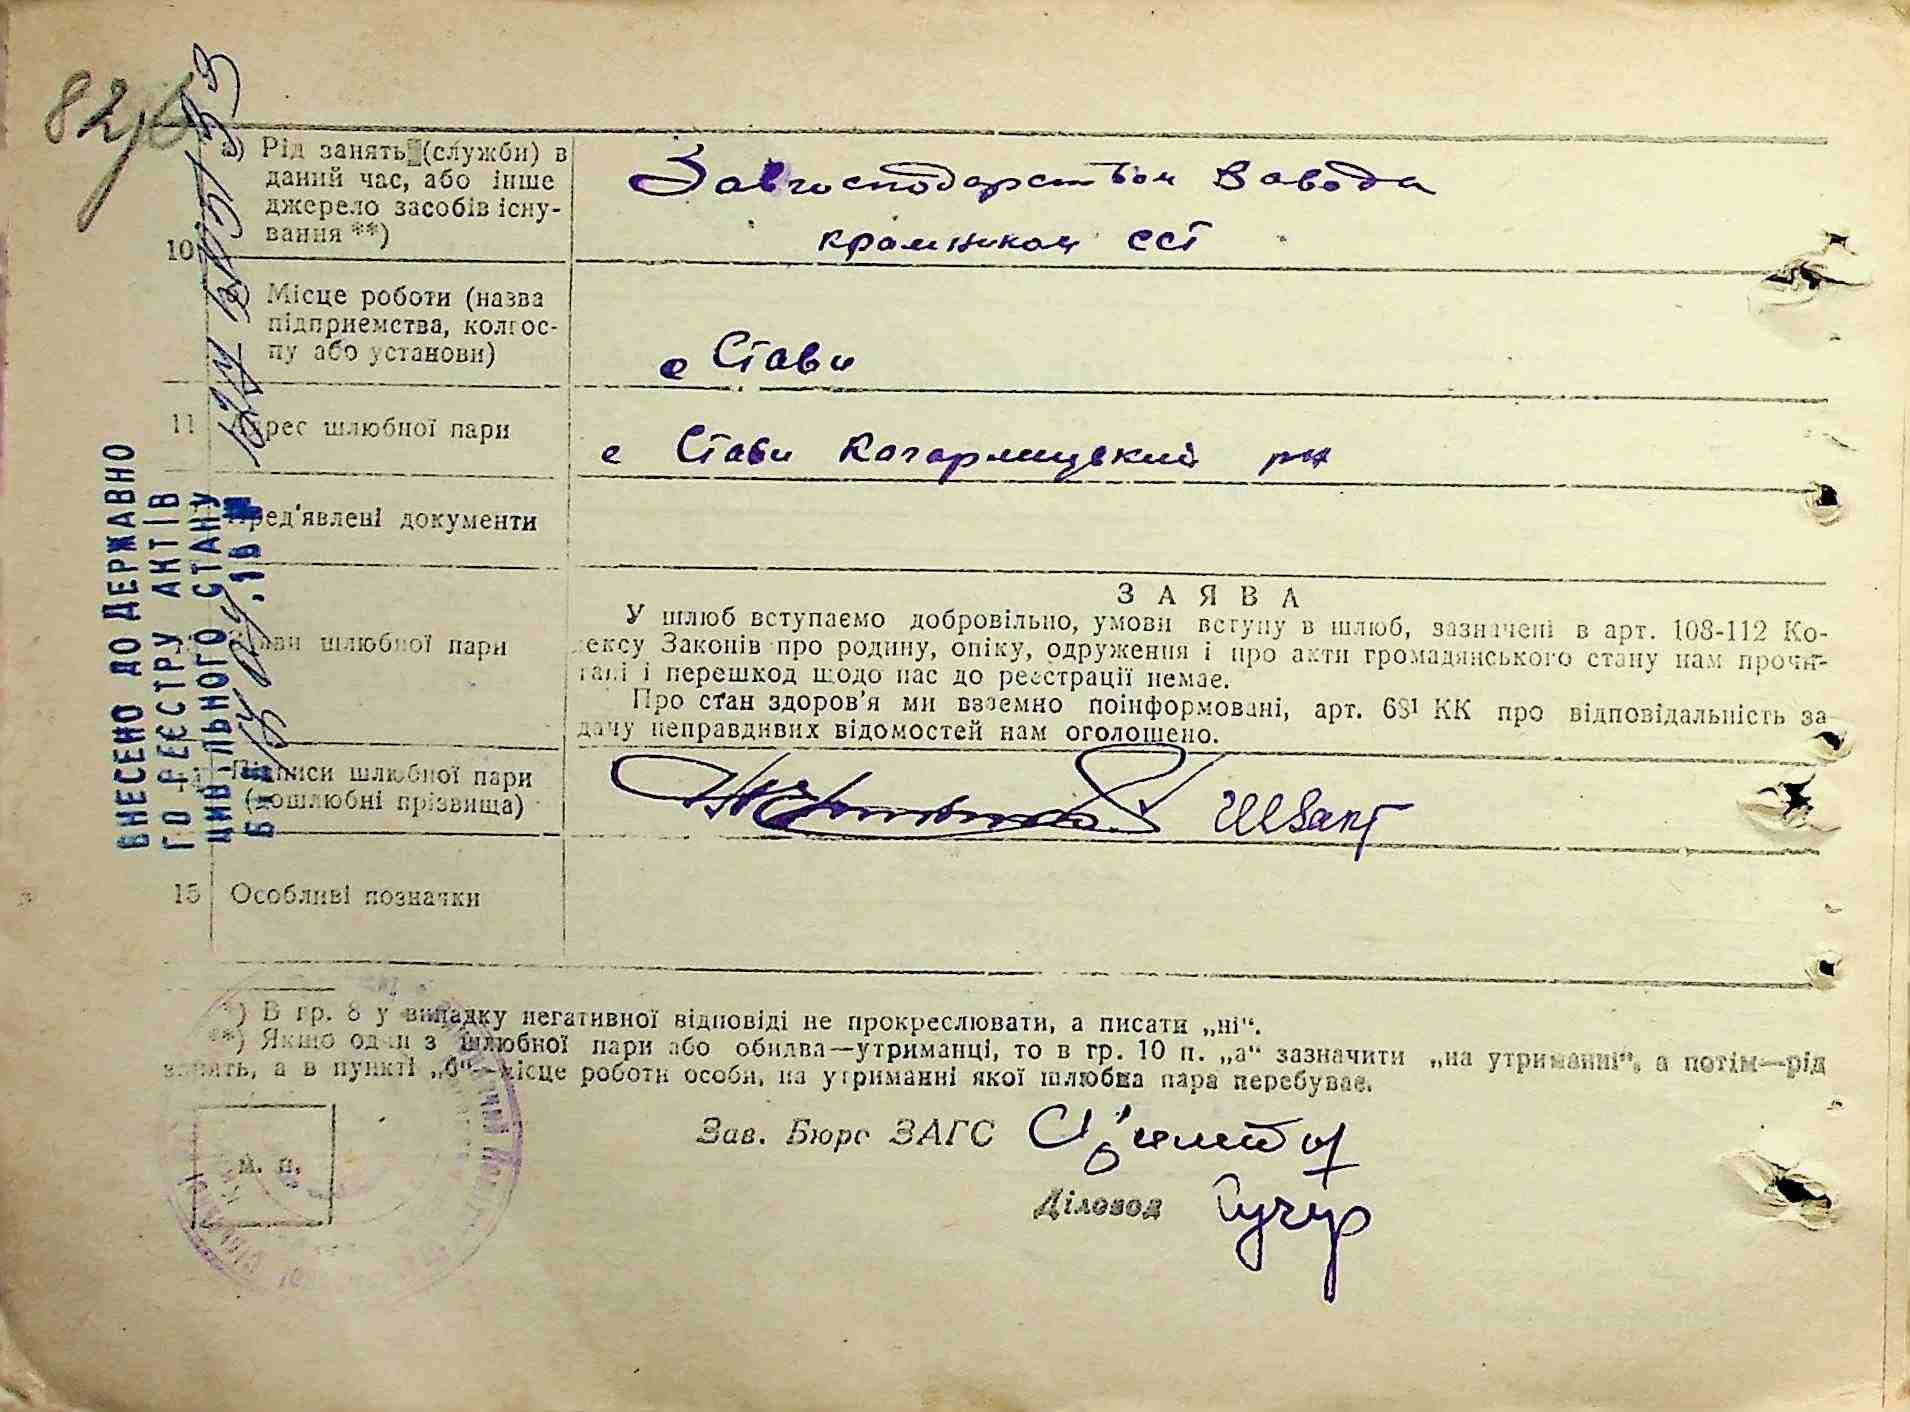 а) Рід занять (служби) в
даний час, або інше
джерело засобів існу-
вання **)
Завгосподарством Завода
крамником ССТ
10
Місце роботи (назва
підприємства, колгос-
пу або установи)
с Стави
11
Адрес шлюбної пари
с Стави Кагарлицький рн
Пред'явлені документи
шлюбної пари
ЗАЯВА
У шлюб вступаємо добровільно, умови вступу в шлюб, зазначені в арт. 108-112 Ко-
дексу Законів про родину, опіку, одруження і про акти громадянського стану нам прочи-
тані і перешкод щодо нас до реєстрації немає.
Про стан здоров'я ми взаємно поінформовані, арт. 68¹ КК про відповідальність за
дачу неправдивих відомостей нам оголошено.
Підписи шлюбної пари
(дошлюбні прізвища)
15
Особливі позначки
*) В гр. 8 у випадку негативної відповіді не прокреслювати, а писати „ні“.
**) Якщо один з шлюбної пари або обидва—утриманці, то в гр. 10 п. „а“ зазначити „на утриманні“, а потім—рід
занять, а в пункті „б“—місце роботи особи, на утриманні якої шлюбна пара перебуває.
м. п.
Зав. Бюро ЗАГС
Діловод
ВНЕСЕНО ДО ДЕРЖАВНО
ГО РЕЄСТРУ АКТІВ
ЦИВІЛЬНОГО СТАНУ